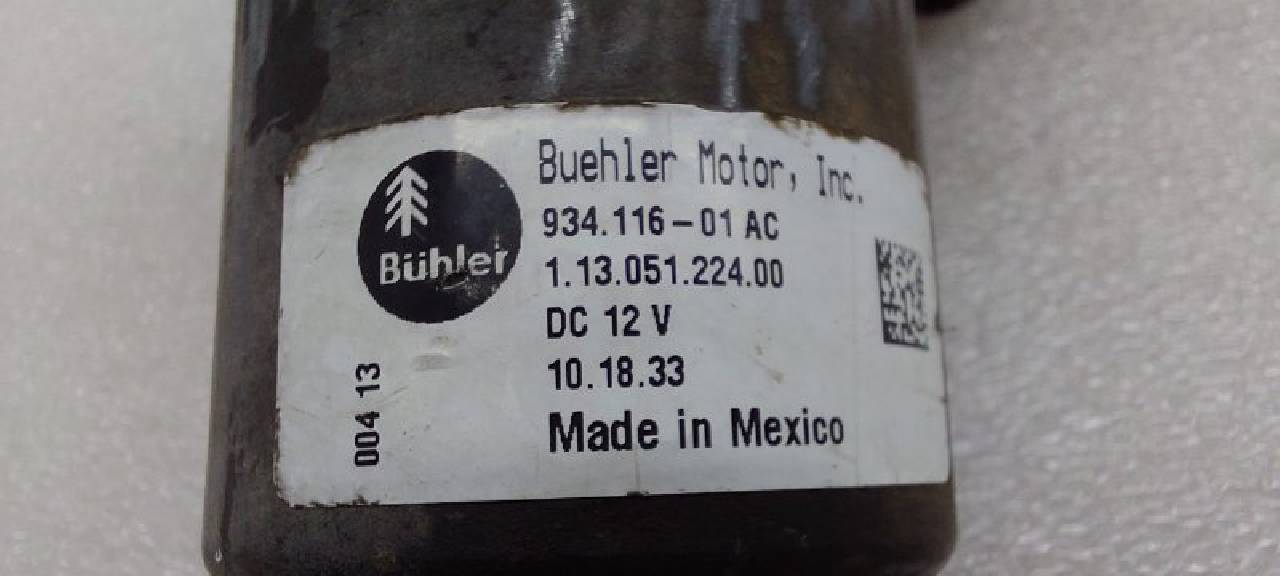 Bühler
Buehler Motor, Inc.
934.116-01 AC
1.13.051.224.00
DC 12 V
10.18.33
Made in Mexico
004 13